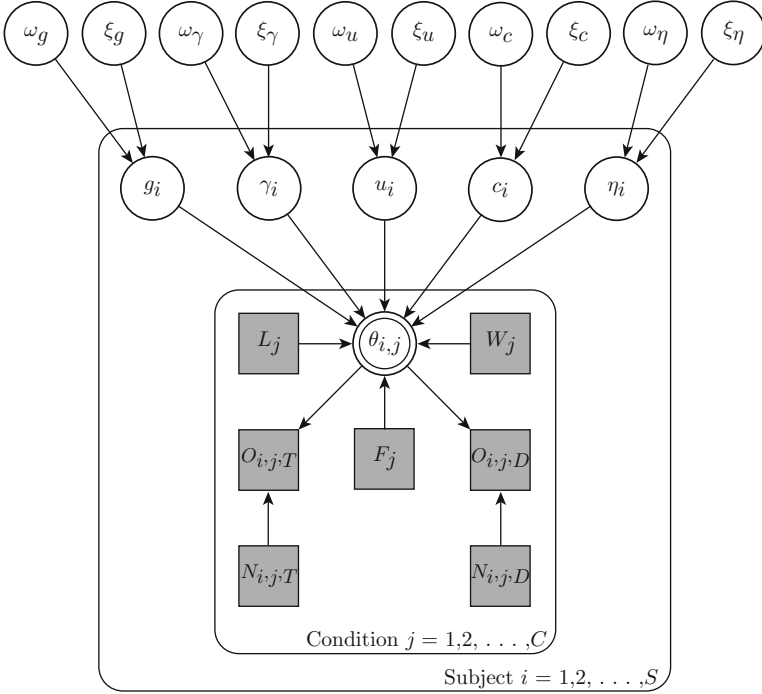 ω_g ξ_g ω_γ ξ_γ ω_u ξ_u ω_c ξ_c ω_η ξ_η
g_i γ_i u_i c_i η_i
L_j θ_{i,j} W_j
O_{i,j,T} F_j O_{i,j,D}
N_{i,j,T} N_{i,j,D}
Condition j = 1,2, . . . ,C
Subject i = 1,2, . . . ,S